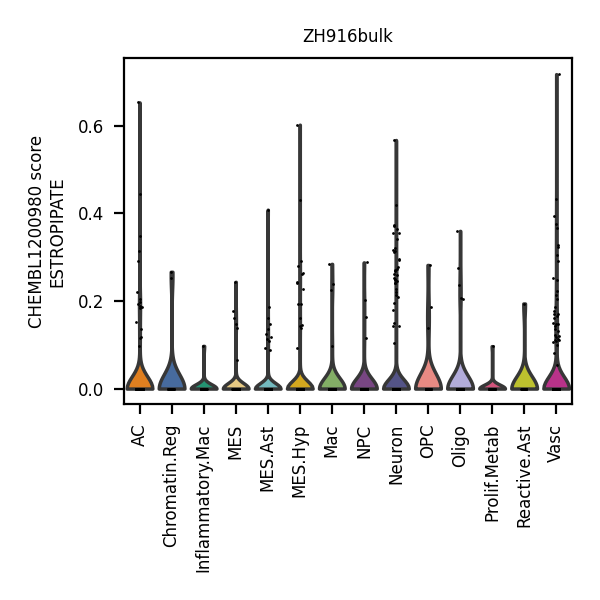 ZH916bulk
CHEMBL1200980 score
ESTROPIPATE
0.6
0.4
0.2
0.0
AC
Chromatin.Reg
Inflammatory.Mac
MES
MES.Ast
MES.Hyp
Mac
NPC
Neuron
OPC
Oligo
Prolif.Metab
Reactive.Ast
Vasc